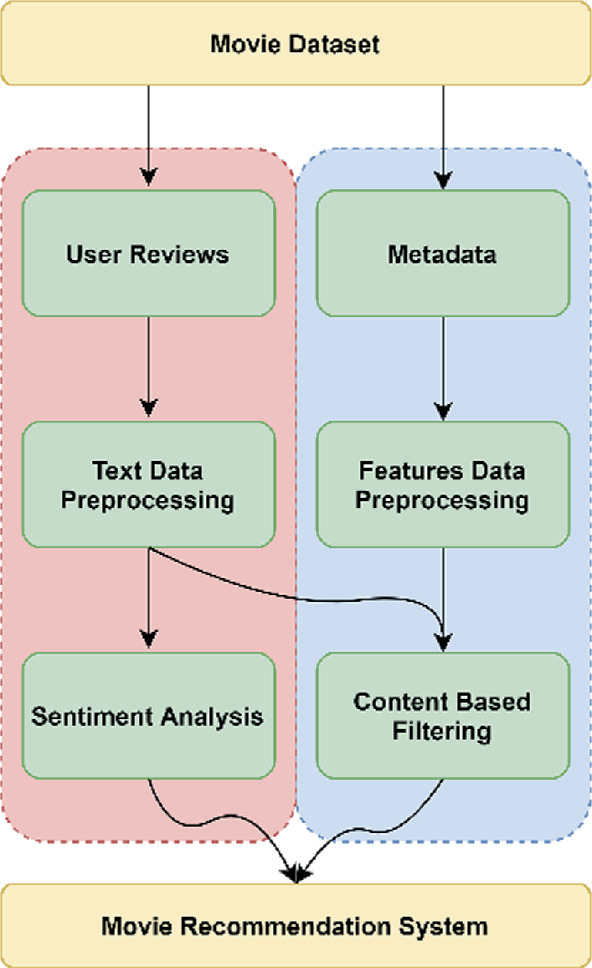 Movie Dataset
User Reviews
Metadata
Text Data
Preprocessing
Features Data
Preprocessing
Sentiment Analysis
Content Based
Filtering
Movie Recommendation System